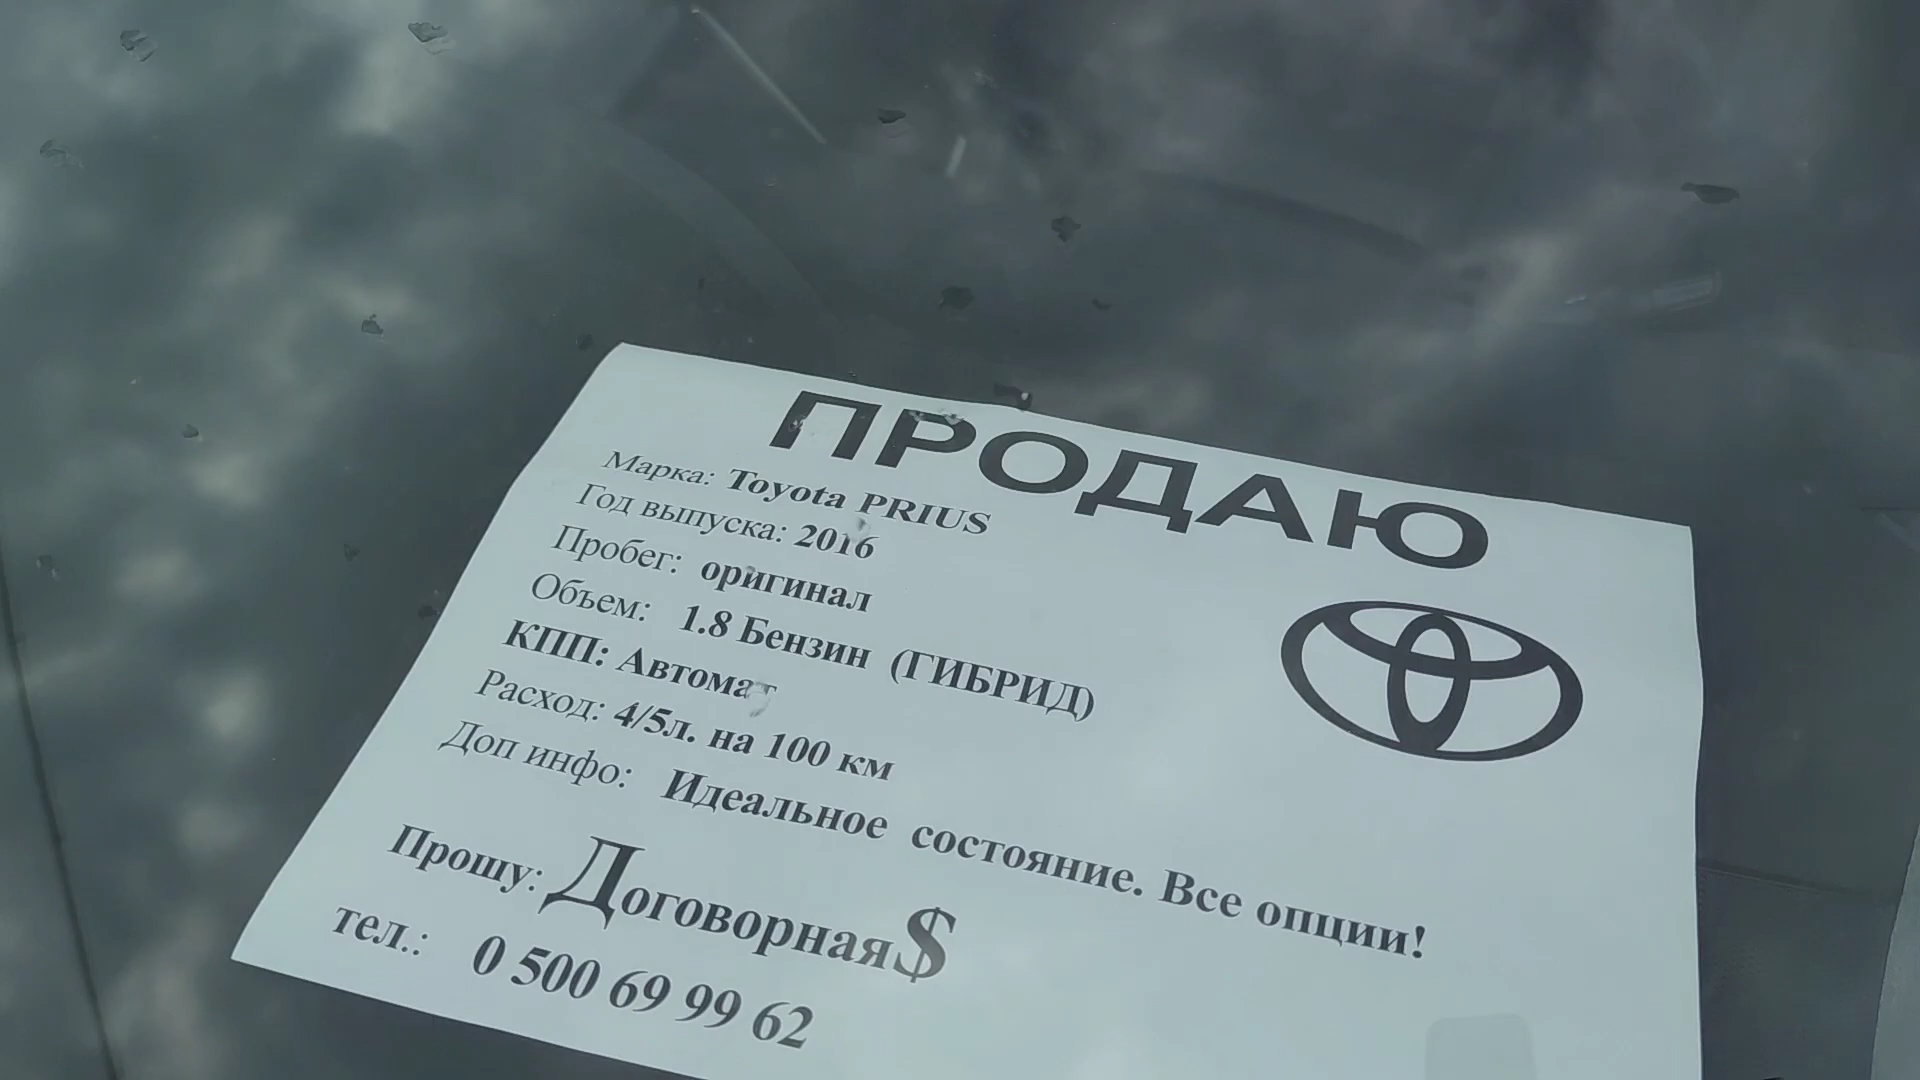 ПРОДАЮ
Марка: Toyota PRIUS
Год выпуска: 2016
Пробег: оригинал
Объем: 1.8 Бензин (ГИБРИД)
КПП: Автомат
Расход: 4/5л. на 100 км
Доп инфо: Идеальное состояние. Все опции!
Прошу: Договорная$
тел.: 0 500 69 99 62